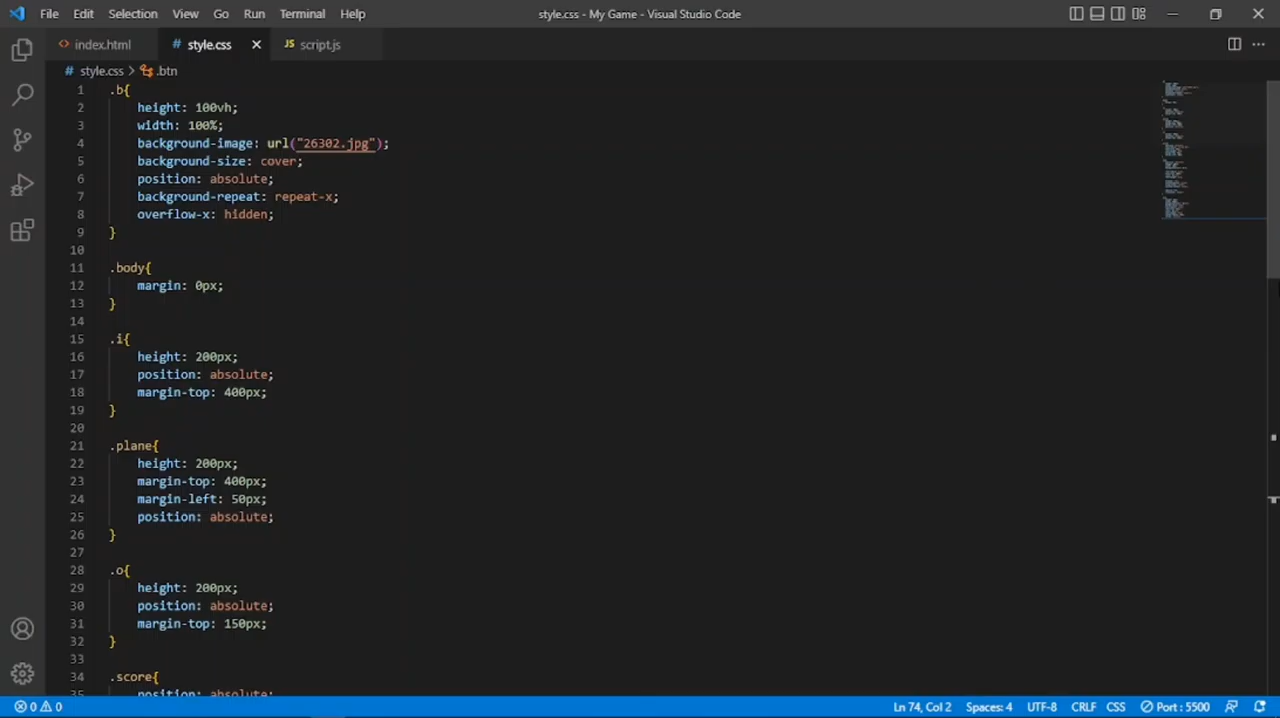 File Edit Selection View Go Run Terminal Help style.css - My Game - Visual Studio Code
<> index.html # style.css JS script.js
# style.css > .btn
1 .b{
2 height: 100vh;
3 width: 100%;
4 background-image: url("26302.jpg");
5 background-size: cover;
6 position: absolute;
7 background-repeat: repeat-x;
8 overflow-x: hidden;
9 }
10
11 .body{
12 margin: 0px;
13 }
14
15 .i{
16 height: 200px;
17 position: absolute;
18 margin-top: 400px;
19 }
20
21 .plane{
22 height: 200px;
23 margin-top: 400px;
24 margin-left: 50px;
25 position: absolute;
26 }
27
28 .o{
29 height: 200px;
30 position: absolute;
31 margin-top: 150px;
32 }
33
34 .score{
35 position: absolute;
0 0 Ln 74, Col 2 Spaces: 4 UTF-8 CRLF CSS Port : 5500